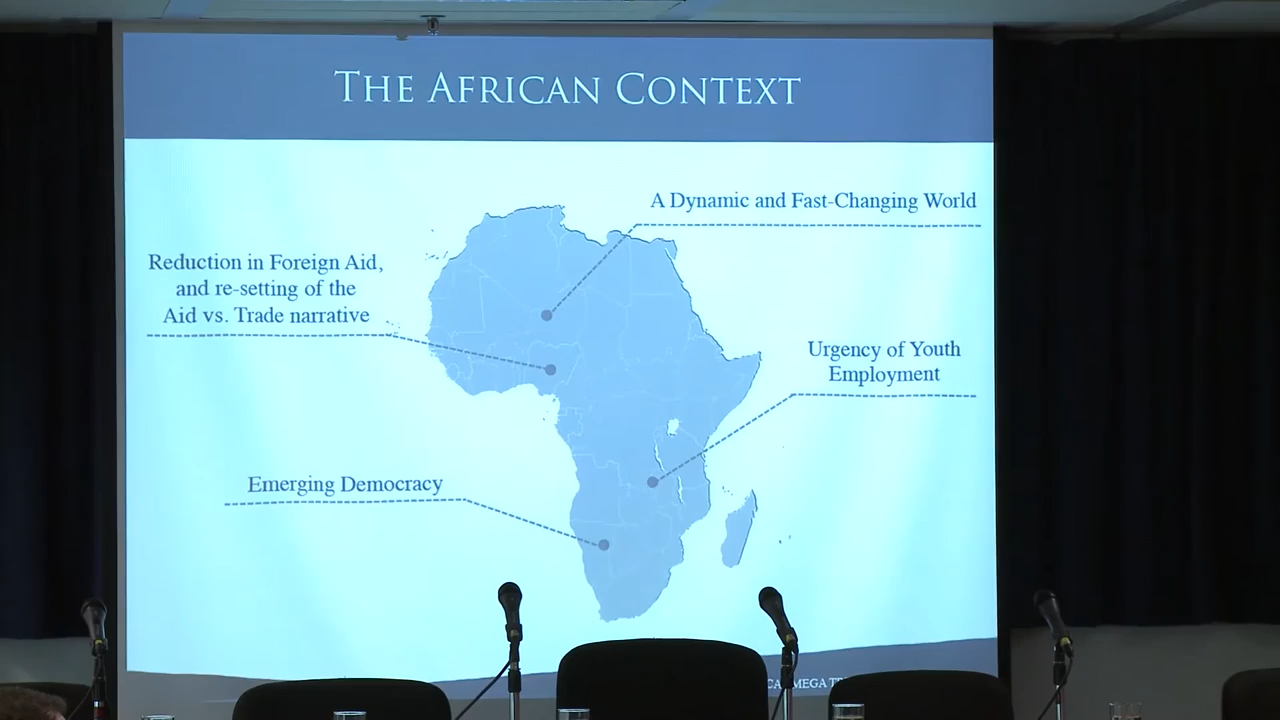 THE AFRICAN CONTEXT
A Dynamic and Fast-Changing World
Reduction in Foreign Aid,
and re-setting of the
Aid vs. Trade narrative
Urgency of Youth
Employment
Emerging Democracy
MEGA